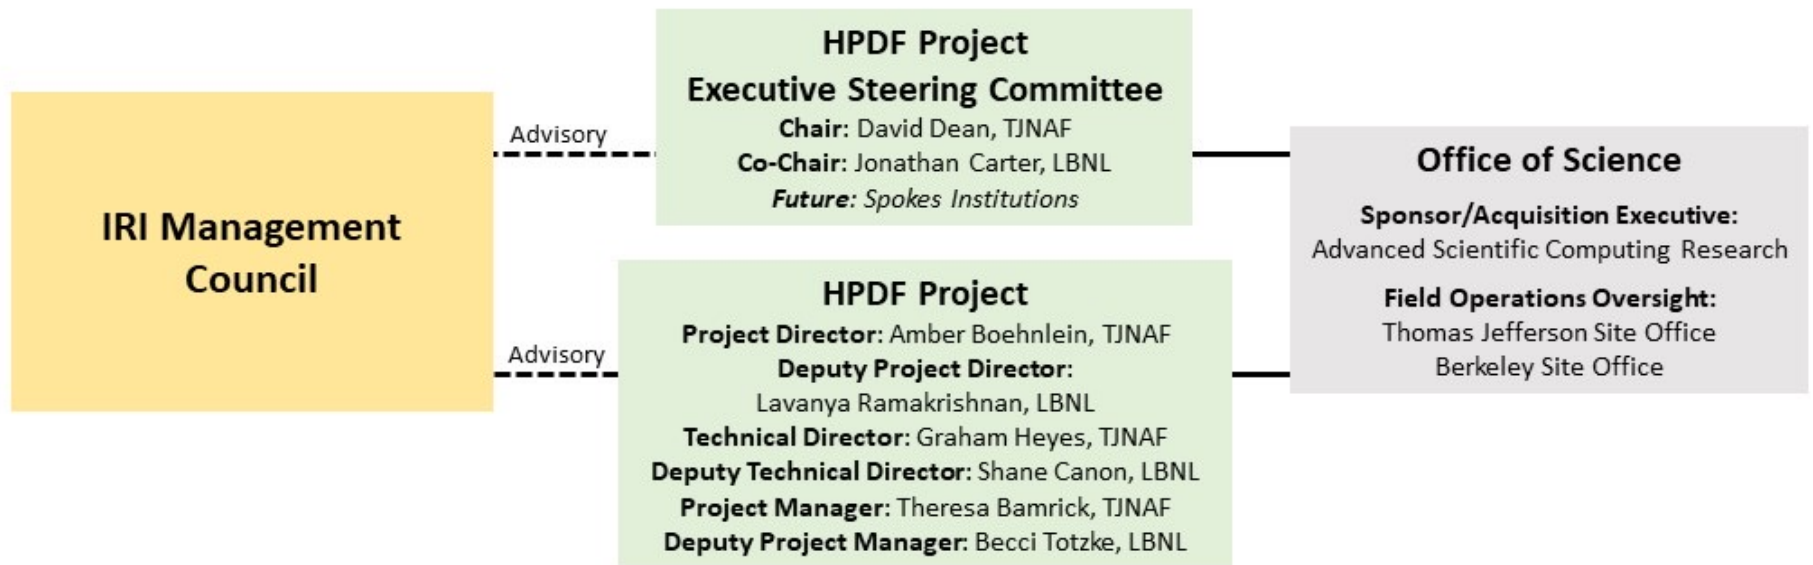 IRI Management
Council
Advisory
Advisory
HPDF Project
Executive Steering Committee
Chair: David Dean, TJNAF
Co-Chair: Jonathan Carter, LBNL
Future: Spokes Institutions
HPDF Project
Project Director: Amber Boehnlein, TJNAF
Deputy Project Director:
Lavanya Ramakrishnan, LBNL
Technical Director: Graham Heyes, TJNAF
Deputy Technical Director: Shane Canon, LBNL
Project Manager: Theresa Bamrick, TJNAF
Deputy Project Manager: Becci Totzke, LBNL
Office of Science
Sponsor/Acquisition Executive:
Advanced Scientific Computing Research
Field Operations Oversight:
Thomas Jefferson Site Office
Berkeley Site Office